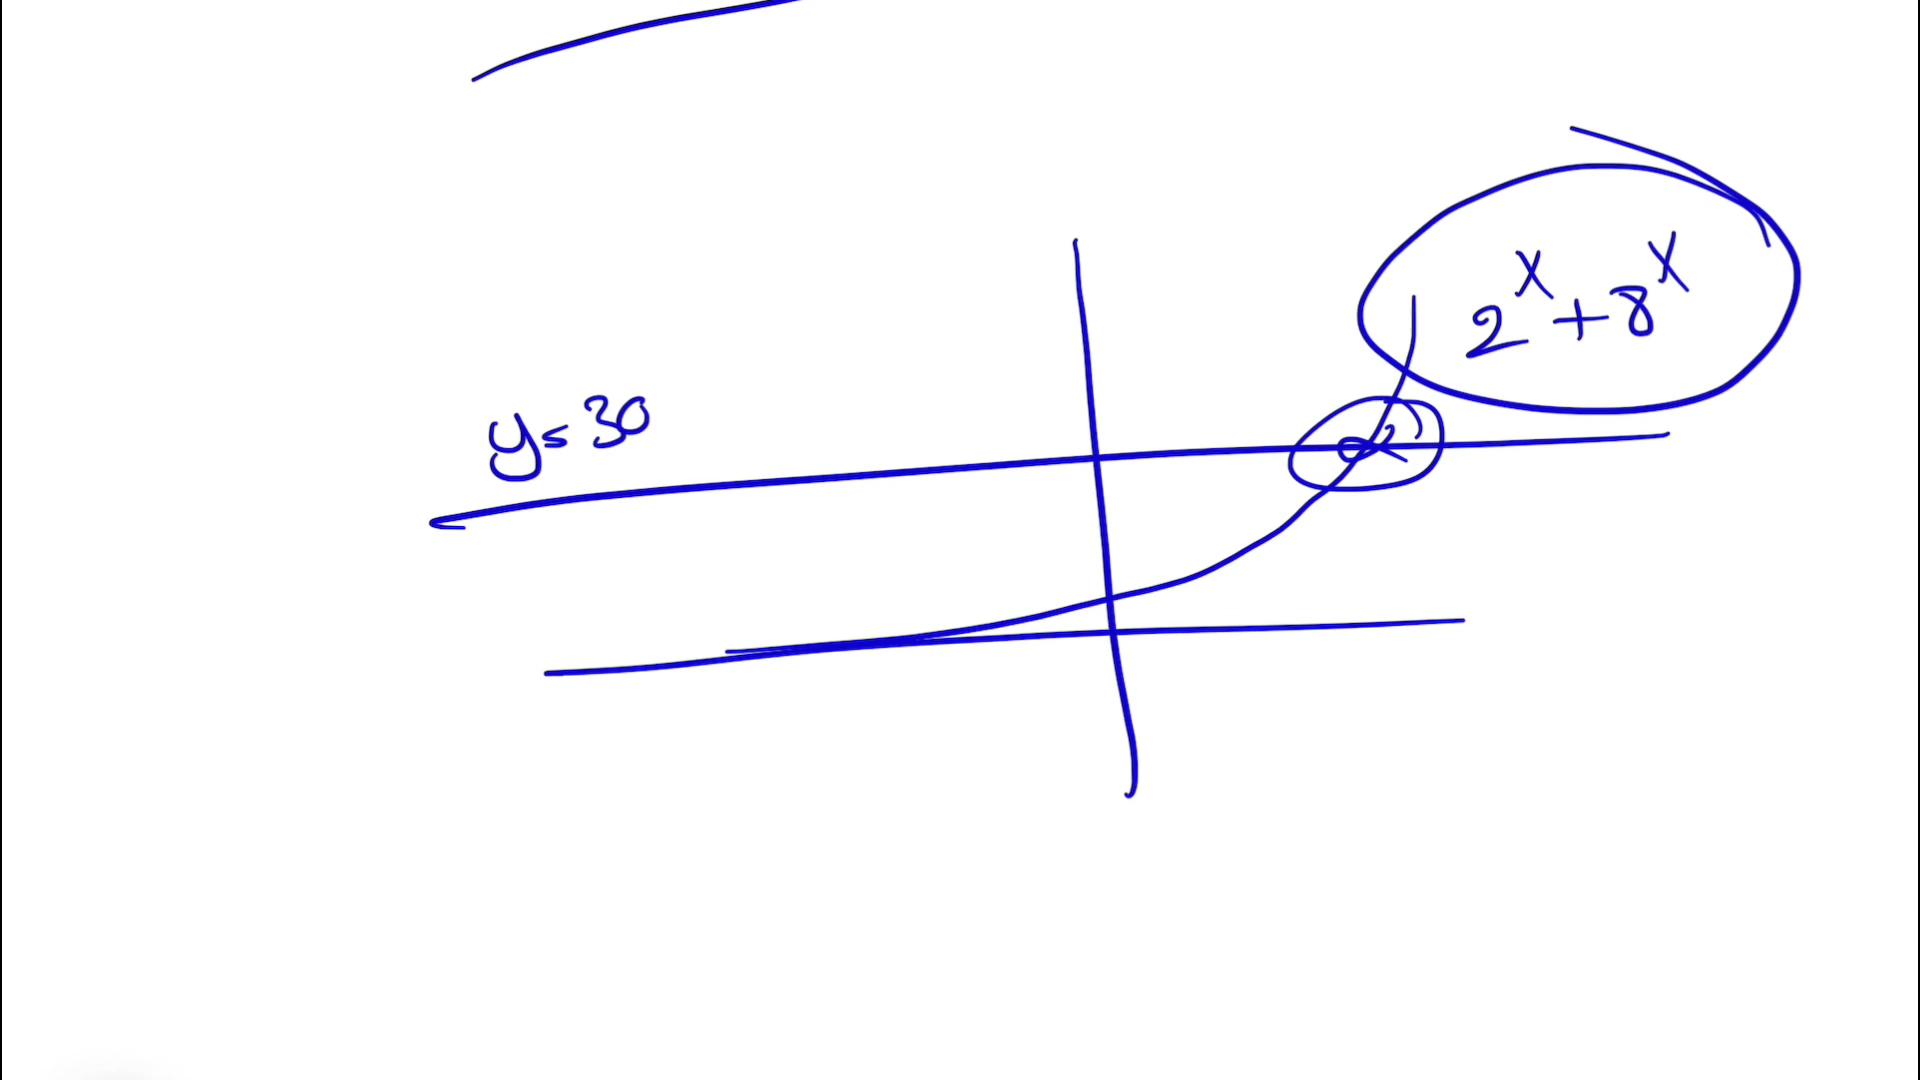 2^x + 8^x
y = 30